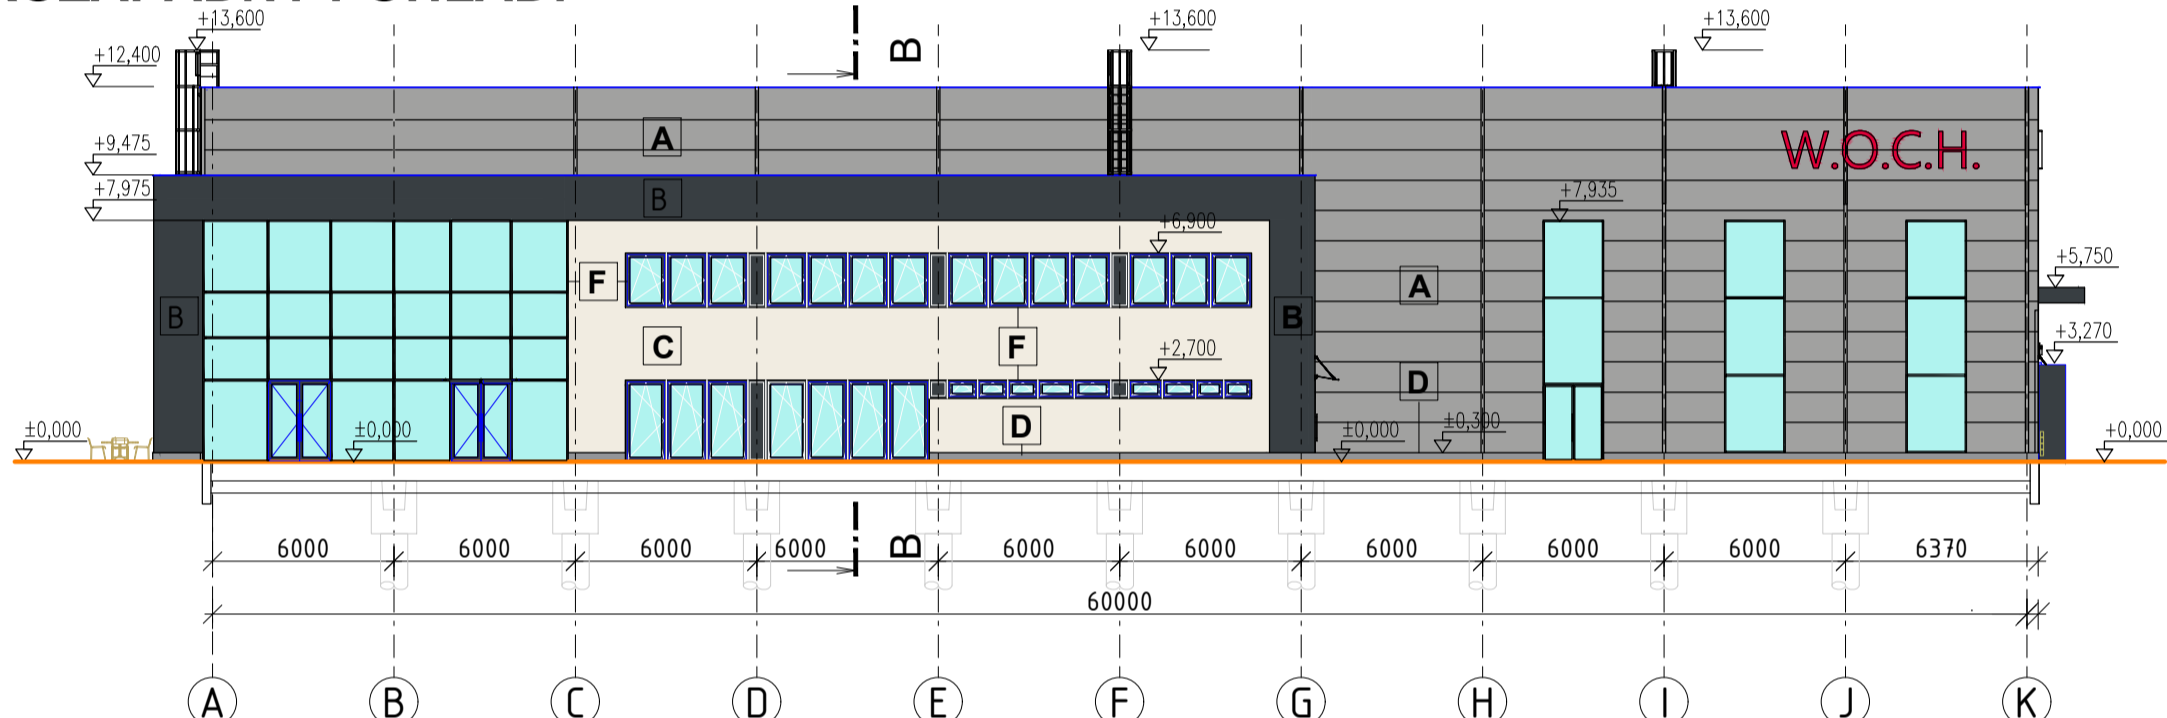 +13,600 +13,600 +13,600
B
+12,400
A
W.O.C.H.
+9,475
+7,975 B +7,935
+6,900
+5,750
F A
B B
C F +2,700 +3,270
D
D
±0,000 ±0,000 ±0,000 ±0,300 +0,000
B
6000 6000 6000 6000 6000 6000 6000 6000 6000 6370
60000
A B C D E F G H I J K